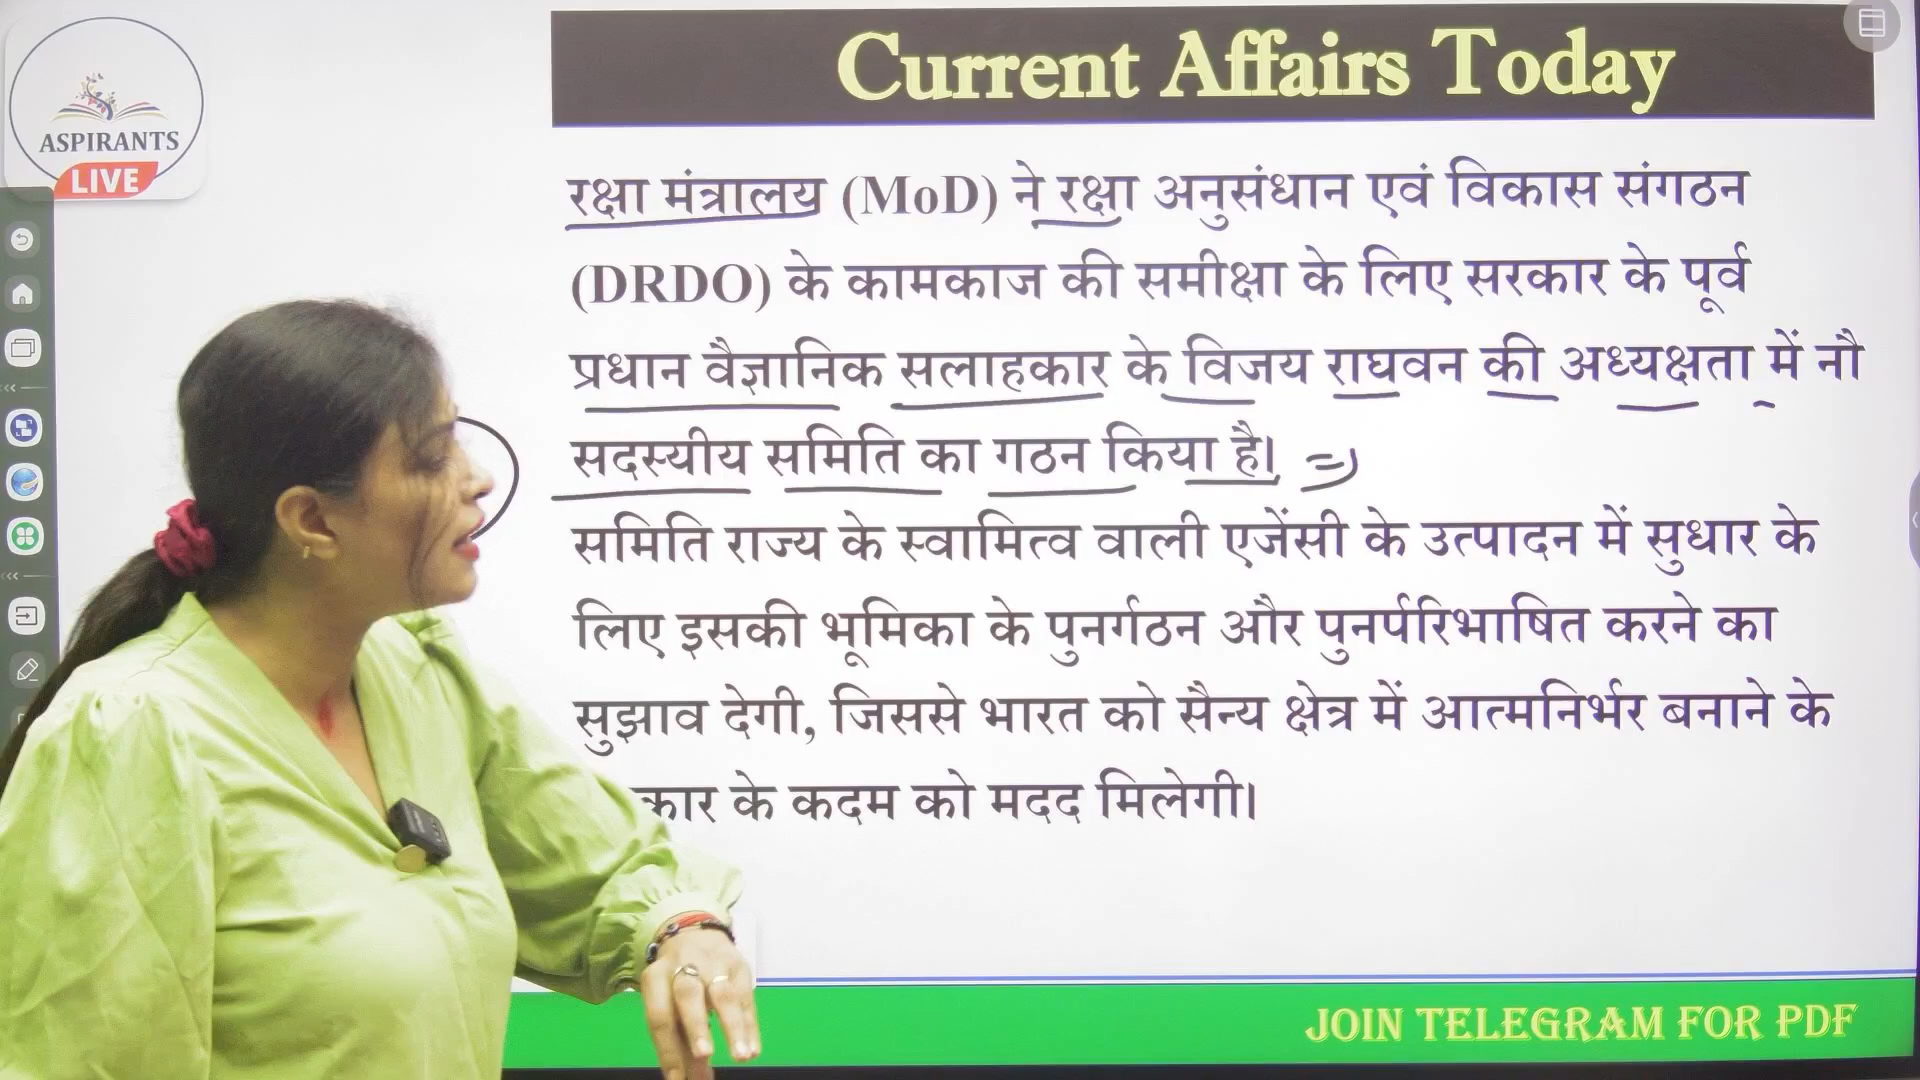 ASPIRANTS
LIVE
Current Affairs Today
रक्षा मंत्रालय (MoD) ने रक्षा अनुसंधान एवं विकास संगठन
(DRDO) के कामकाज की समीक्षा के लिए सरकार के पूर्व
प्रधान वैज्ञानिक सलाहकार के विजय राघवन की अध्यक्षता में नौ
सदस्यीय समिति का गठन किया है।
समिति राज्य के स्वामित्व वाली एजेंसी के उत्पादन में सुधार के
लिए इसकी भूमिका के पुनर्गठन और पुनर्परिभाषित करने का
सुझाव देगी, जिससे भारत को सैन्य क्षेत्र में आत्मनिर्भर बनाने के
के कदम को मदद मिलेगी।
JOIN TELEGRAM FOR PDF